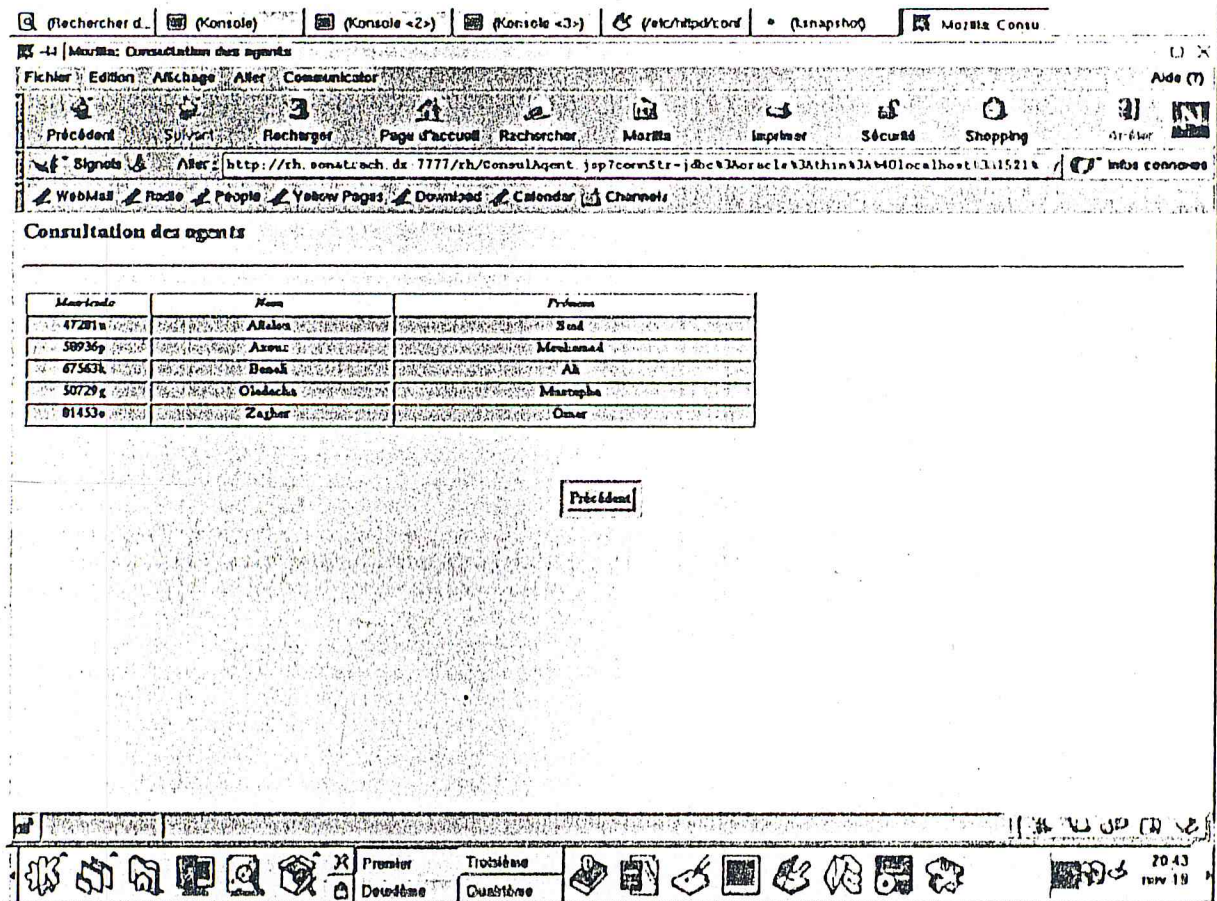 (Rechercher d... (Konsole) (Konsole <2>) (Konsole <3>) (/etc/httpd/conf (ksnapshot) Mozilla Consu
Mozilla: Consultation des agents
Fichier Edition Affichage Aller Communicator Aide (?)
Précédent Suivant Recharger Page d'accueil Rechercher Mozilla Imprimer Sécurité Shopping Arrêter
Signets Aller : http://rh.sonatrach.dz:7777/rh/ConsulAgent.jsp?connStr=jdbc%3Aoracle%3Athin%3A%40localhost%3A1521% Infos connexes
WebMail Radio People Yellow Pages Download Calendar Channels
Consultation des agents
Matricule Nom Prénom
47281n
58936p Azouz Mouhamad
67563k Benali Ali
50729g Mustapha
81453e Zagher Omar
Précédent
Premier Troisième
Deuxième Quatrième
20:43
nov 19